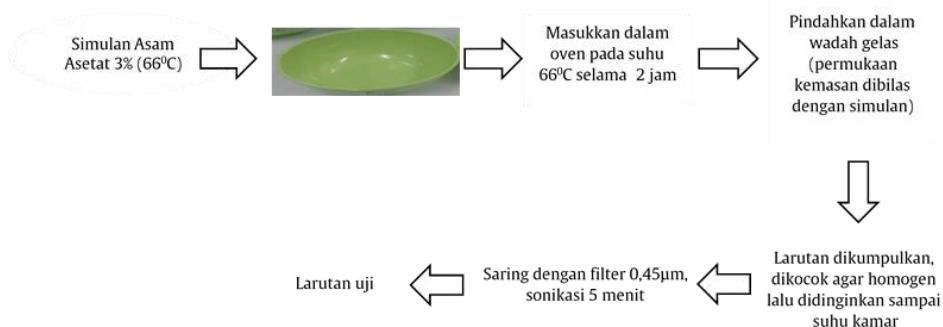 Simulan Asam
Asetat 3% (66⁰C)
Masukkan dalam
oven pada suhu
66⁰C selama 2 jam
Pindahkan dalam
wadah gelas
(permukaan
kemasan dibilas
dengan simulan)
Larutan dikumpulkan,
dikocok agar homogen
lalu didinginkan sampai
suhu kamar
Saring dengan filter 0,45µm,
sonikasi 5 menit
Larutan uji